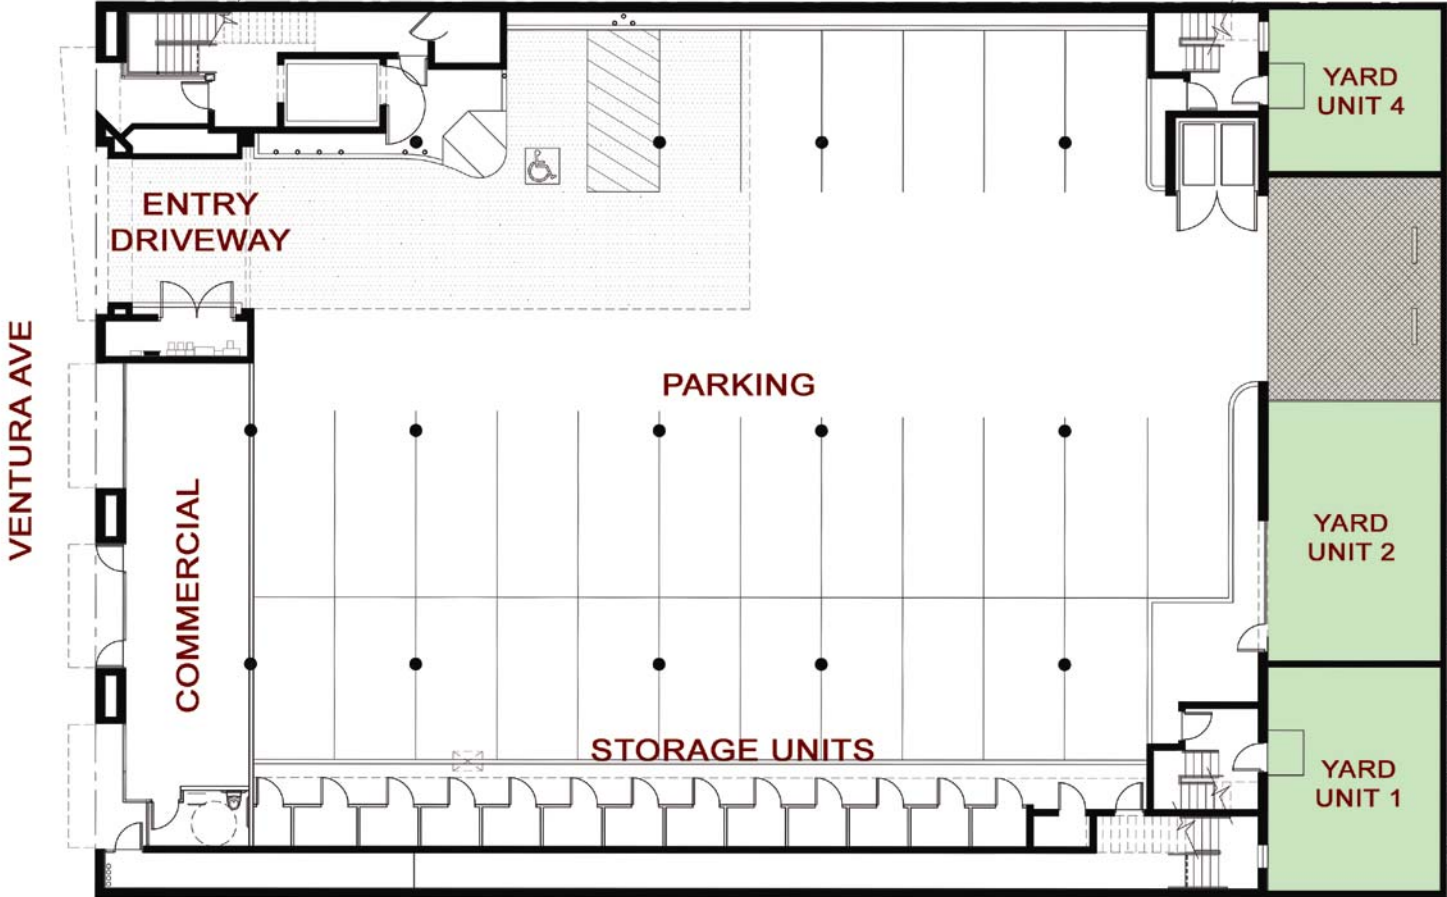 YARD
UNIT 4
ENTRY
DRIVEWAY
VENTURA AVE
PARKING
COMMERCIAL
YARD
UNIT 2
STORAGE UNITS
YARD
UNIT 1